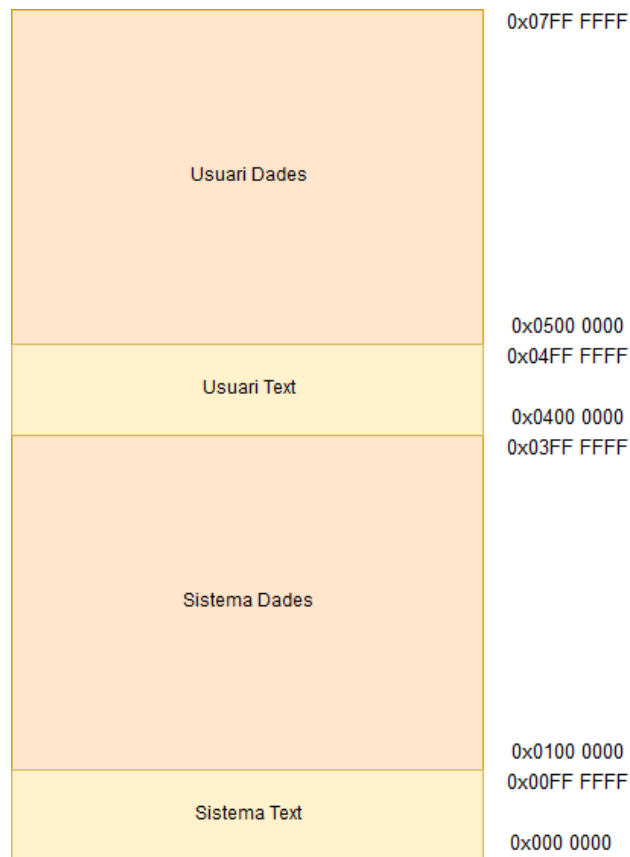 0x07FF FFFF
Usuari Dades
0x0500 0000
0x04FF FFFF
Usuari Text
0x0400 0000
0x03FF FFFF
Sistema Dades
0x0100 0000
0x00FF FFFF
Sistema Text
0x000 0000